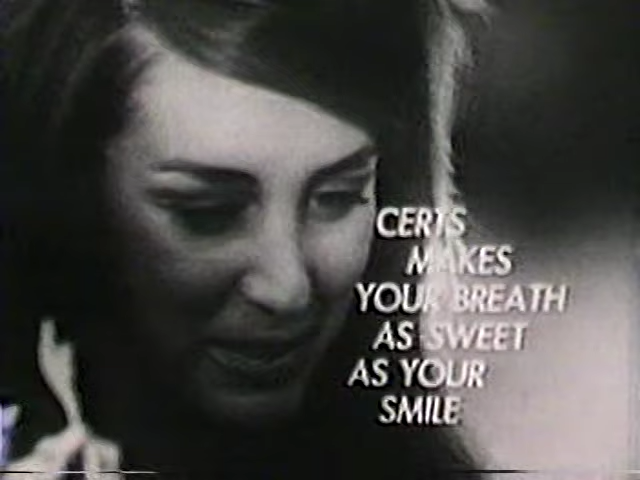 CERTS
MAKES
YOUR BREATH
AS SWEET
AS YOUR
SMILE